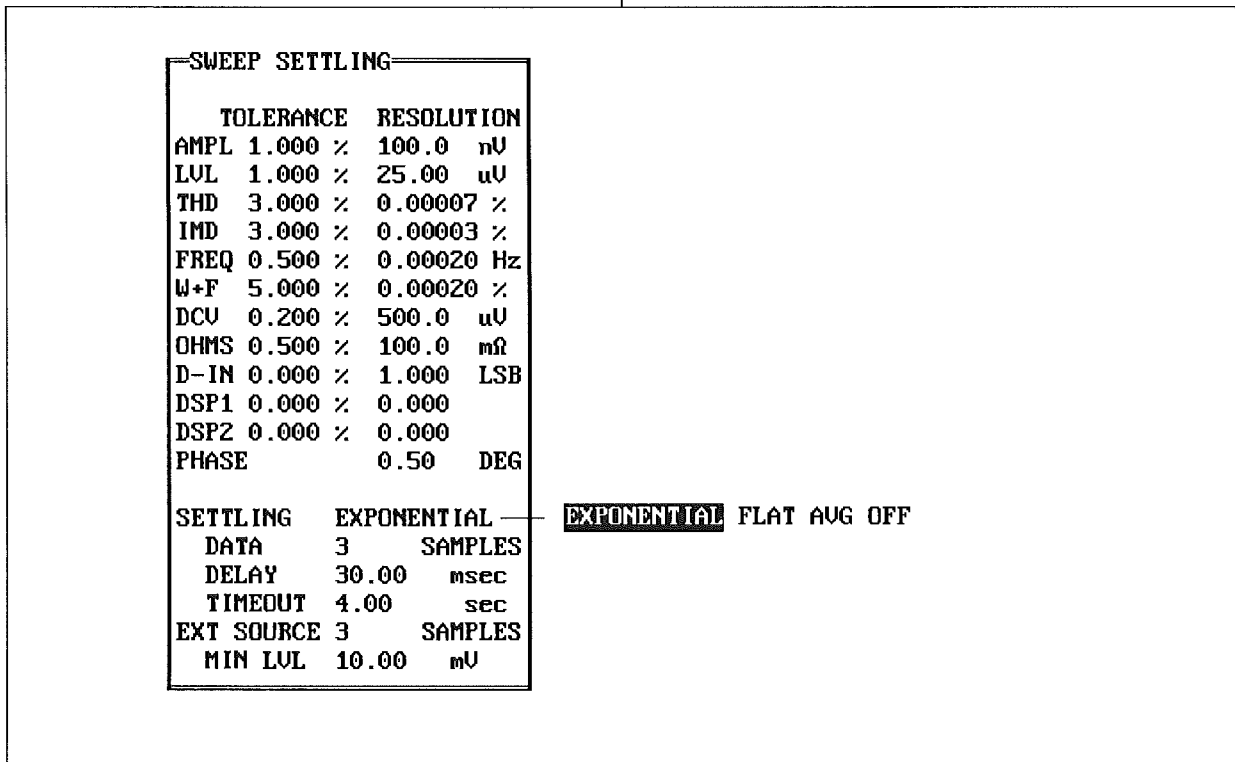 SWEEP SETTLING
TOLERANCE RESOLUTION
AMPL 1.000 % 100.0 nV
LVL 1.000 % 25.00 uV
THD 3.000 % 0.00007 %
IMD 3.000 % 0.00003 %
FREQ 0.500 % 0.00020 Hz
W+F 5.000 % 0.00020 %
DCV 0.200 % 500.0 uV
OHMS 0.500 % 100.0 mΩ
D-IN 0.000 % 1.000 LSB
DSP1 0.000 % 0.000
DSP2 0.000 % 0.000
PHASE 0.50 DEG
SETTLING EXPONENTIAL EXPONENTIAL FLAT AVG OFF
DATA 3 SAMPLES
DELAY 30.00 msec
TIMEOUT 4.00 sec
EXT SOURCE 3 SAMPLES
MIN LVL 10.00 mV